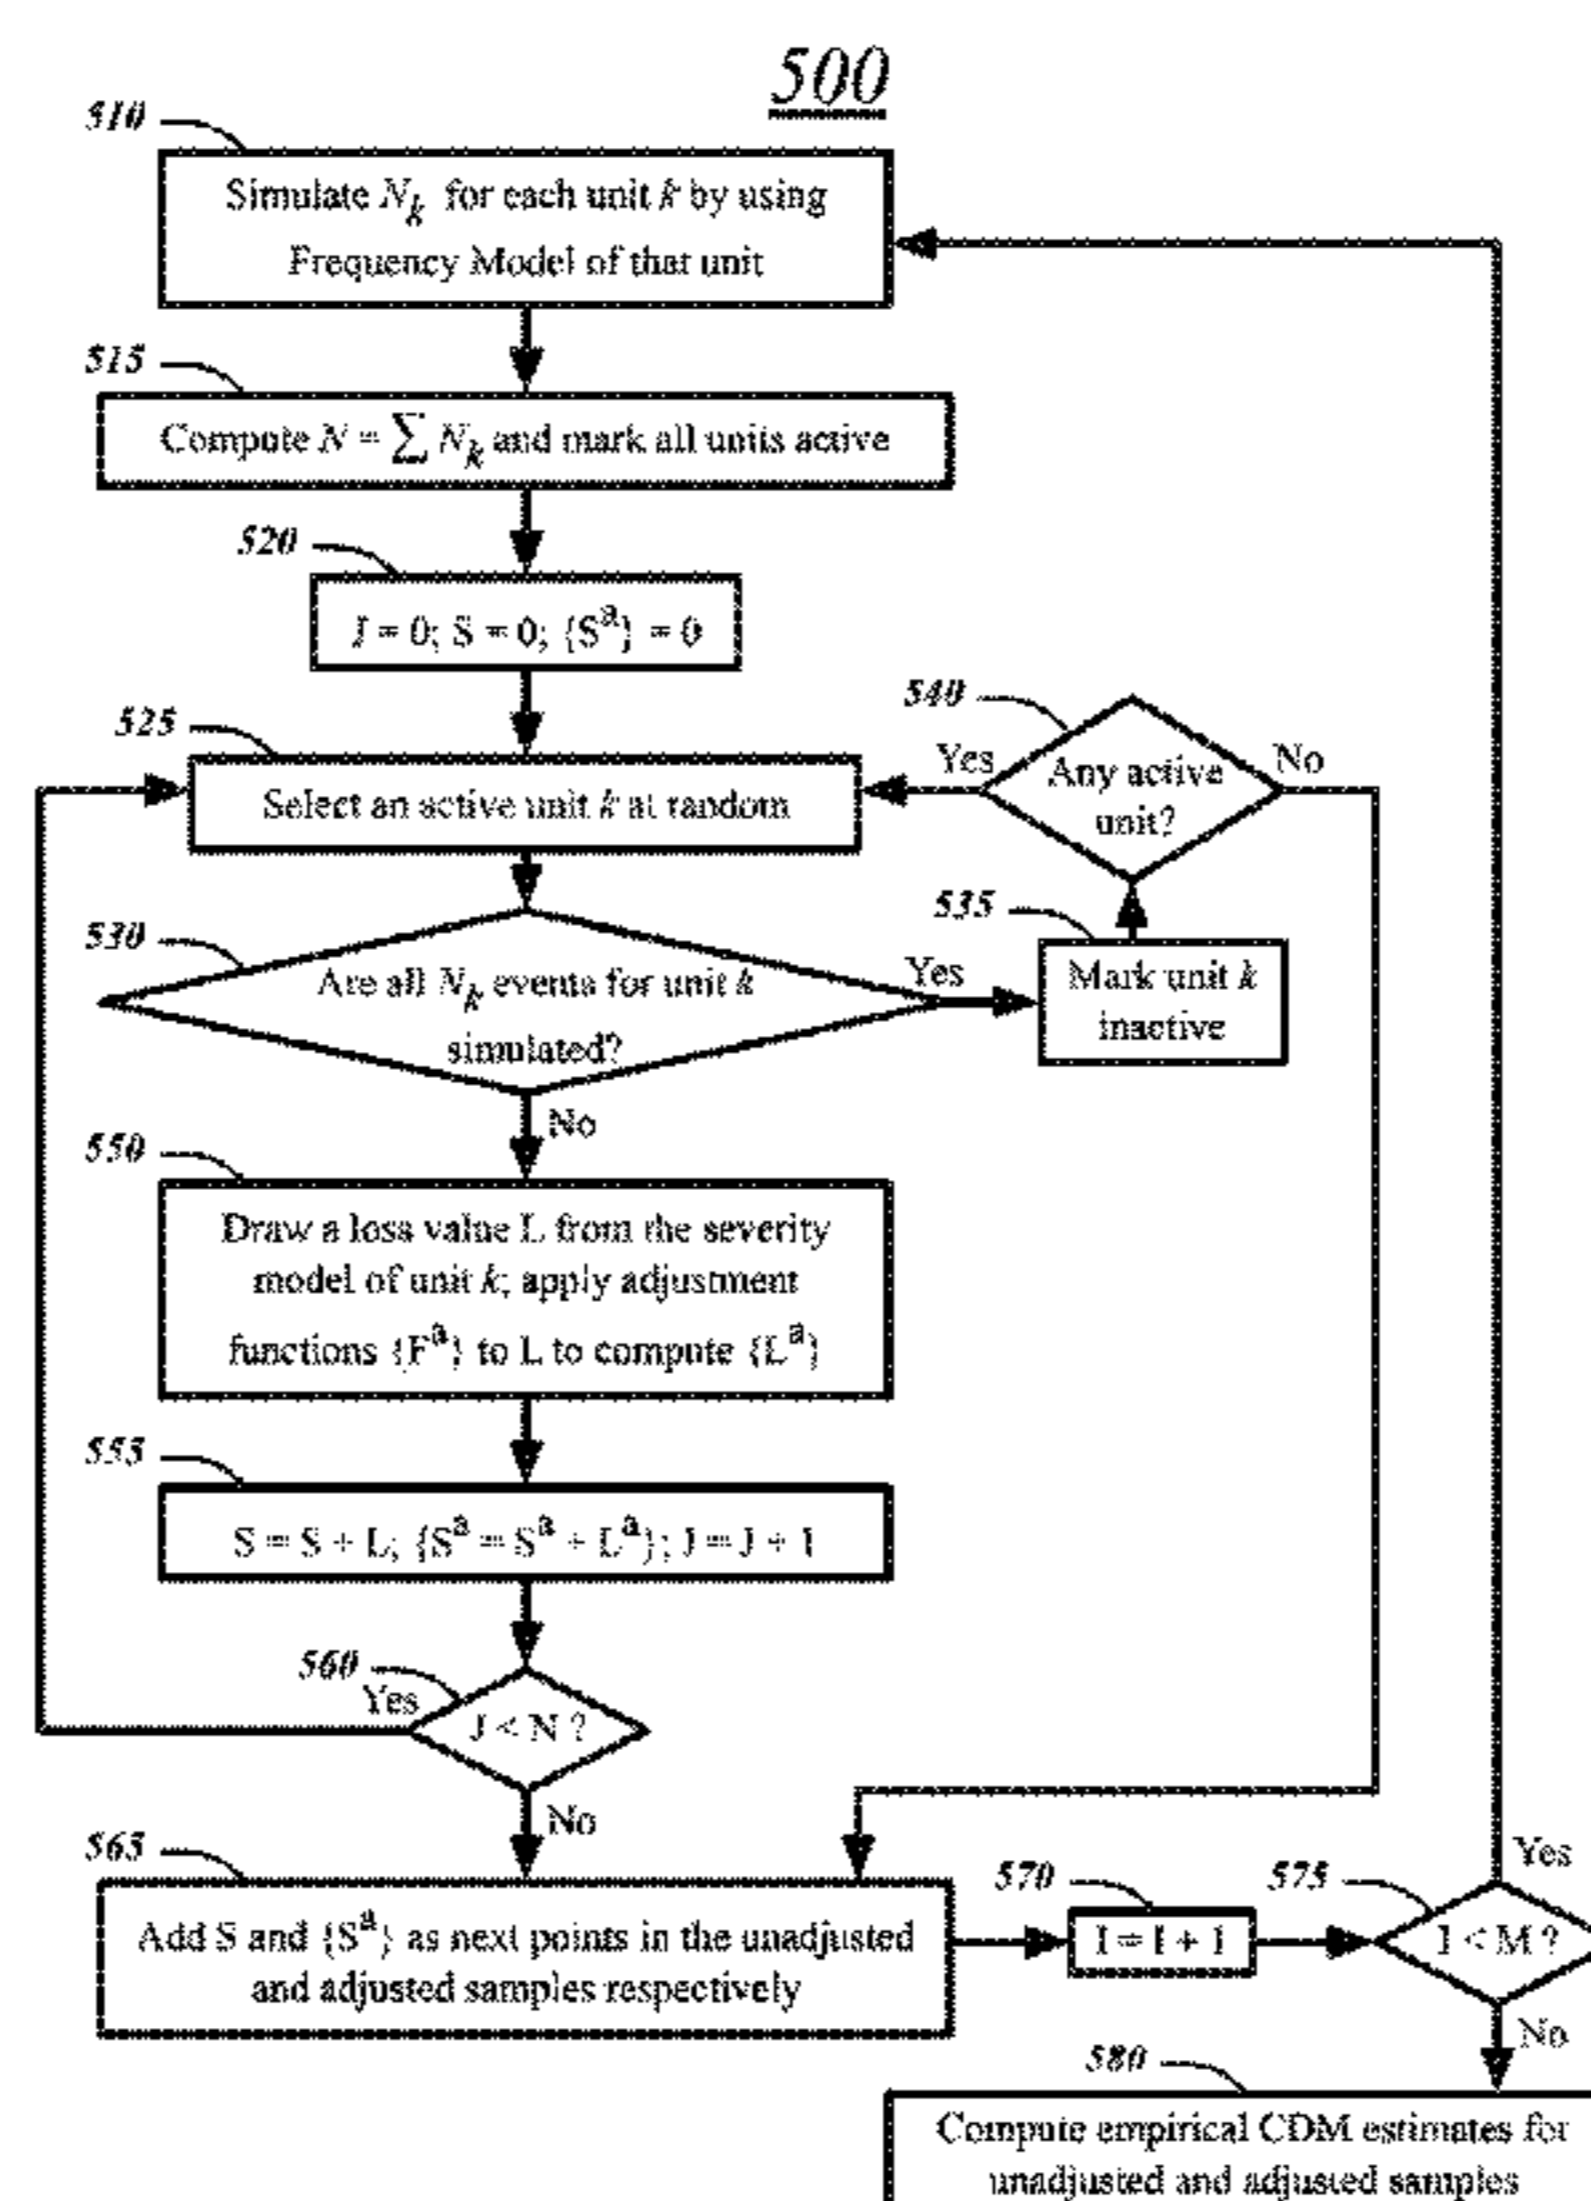 500
510
Simulate N_k for each unit k by using
Frequency Model of that unit
515
Compute N = ∑ N_k and mark all units active
520
J = 0; S = 0; {S^a} = 0
525
Select an active unit k at random
540
Yes
Any active
unit?
No
530
Are all N_k events for unit k
simulated?
Yes
535
Mark unit k
inactive
No
550
Draw a loss value L from the severity
model of unit k; apply adjustment
functions {F^a} to L to compute {L^a}
555
S = S + L; {S^a = S^a + L^a}; J = J + 1
560
Yes
J < N ?
No
565
Add S and {S^a} as next points in the unadjusted
and adjusted samples respectively
570
I = I + 1
575
Yes
I < M ?
No
580
Compute empirical CDM estimates for
unadjusted and adjusted samples